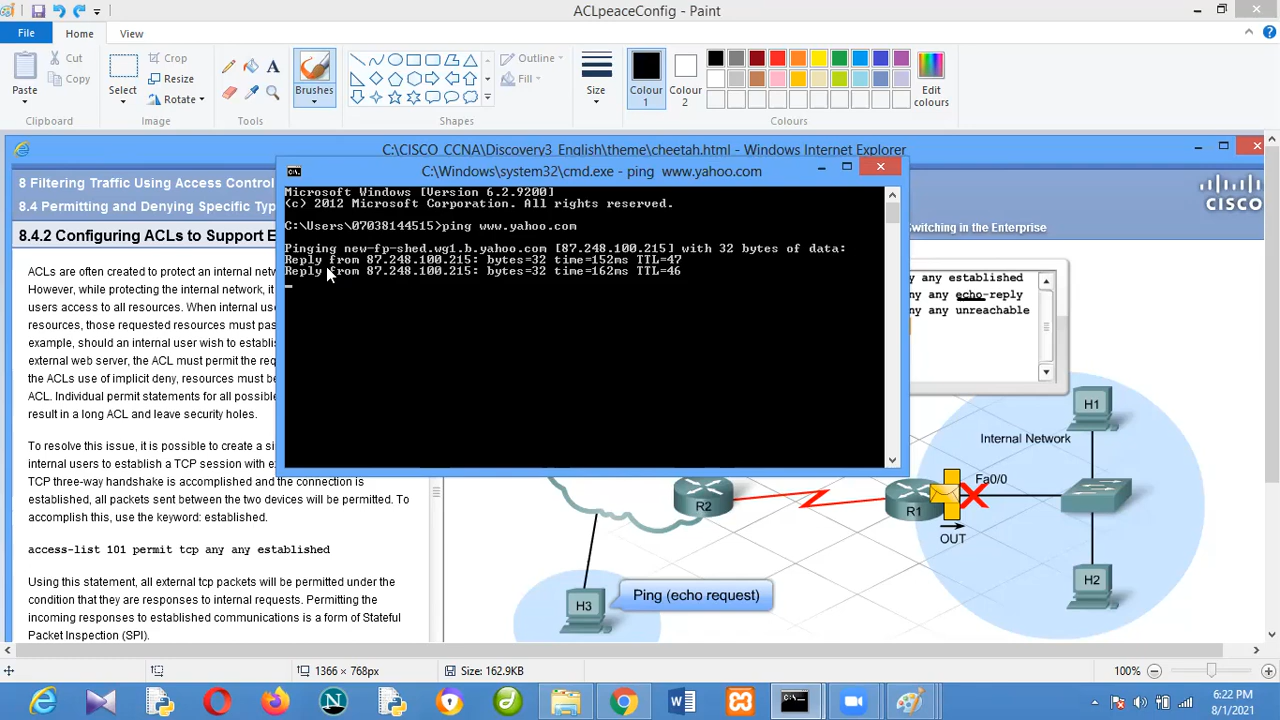 ACLpeaceConfig - Paint
File
Home
View
Paste
Cut
Copy
Clipboard
Select
Crop
Resize
Rotate
Image
A
Tools
Brushes
Shapes
Outline
Fill
Size
Colour 1
Colour 2
Edit colours
Colours
C:\CISCO_CCNA\Discovery3_English\theme\cheetah.html - Windows Internet Explorer
8 Filtering Traffic Using Access Control
8.4 Permitting and Denying Specific Typ
CISCO
8.4.2 Configuring ACLs to Support E
C:\Windows\system32\cmd.exe - ping www.yahoo.com
Microsoft Windows [Version 6.2.9200]
(c) 2012 Microsoft Corporation. All rights reserved.
C:\Users\07038144515>ping www.yahoo.com
Pinging new-fp-shed.wg1.b.yahoo.com [87.248.100.215] with 32 bytes of data:
Reply from 87.248.100.215: bytes=32 time=152ms TTL=47
Reply from 87.248.100.215: bytes=32 time=162ms TTL=46
ACLs are often created to protect an internal netw
However, while protecting the internal network, it
users access to all resources. When internal user
resources, those requested resources must pas
example, should an internal user wish to establis
external web server, the ACL must permit the req
the ACLs use of implicit deny, resources must be
ACL. Individual permit statements for all possible
result in a long ACL and leave security holes.
To resolve this issue, it is possible to create a si
internal users to establish a TCP session with ex
TCP three-way handshake is accomplished and the connection is
established, all packets sent between the two devices will be permitted. To
accomplish this, use the keyword: established.
access-list 101 permit tcp any any established
Using this statement, all external tcp packets will be permitted under the
condition that they are responses to internal requests. Permitting the
incoming responses to established communications is a form of Stateful
Packet Inspection (SPI).
y any established
ny any echo-reply
ny any unreachable
H1
Internal Network
Fa0/0
R2
R1
OUT
H2
H3
Ping (echo request)
Switching in the Enterprise
1366 × 768px
Size: 162.9KB
100%
6:22 PM
8/1/2021